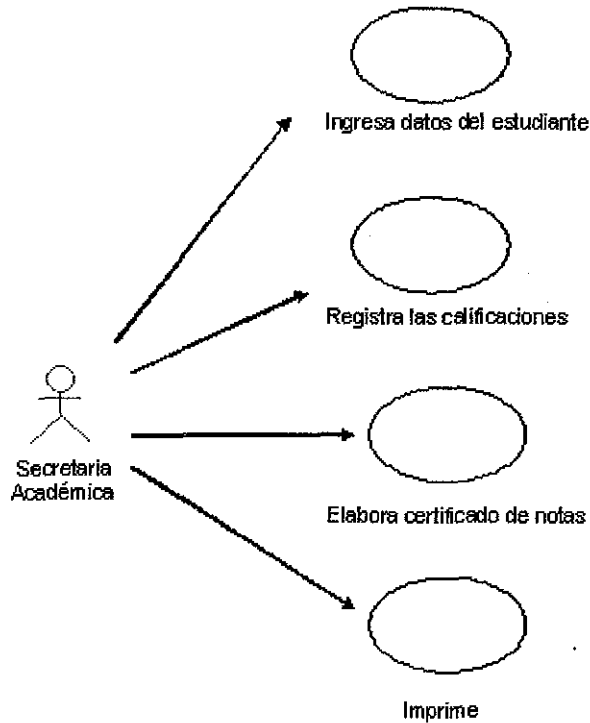 Ingresa datos del estudiante
Registra las calificaciones
Secretaria
Académica
Elabora certificado de notas
Imprime